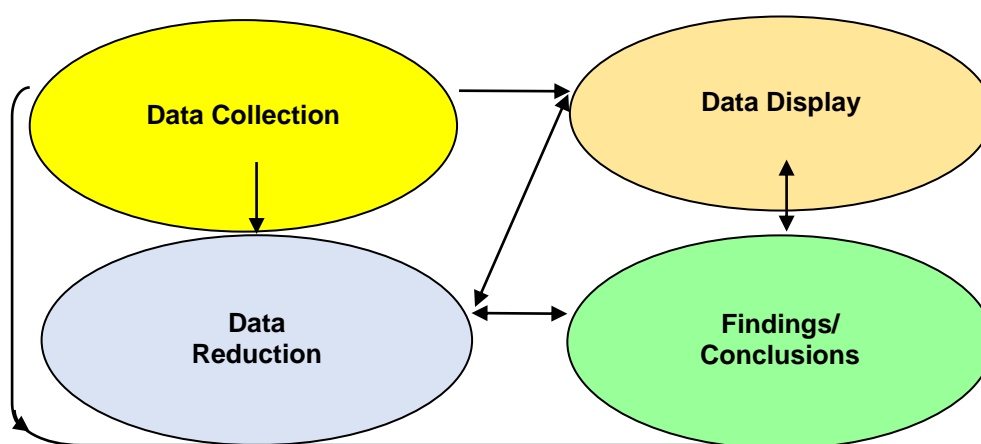 Data Collection
Data Display
Data
Reduction
Findings/
Conclusions